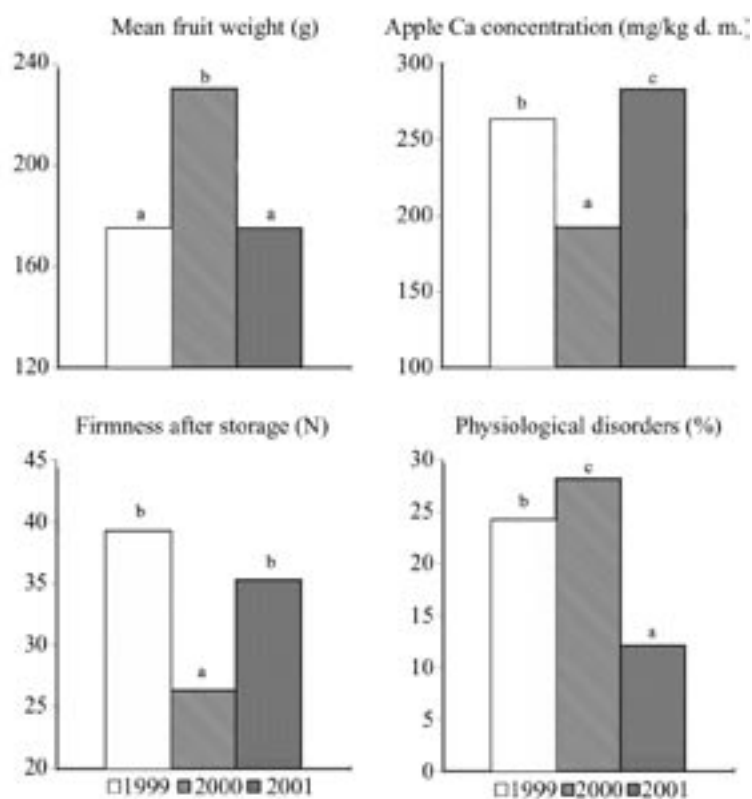 Mean fruit weight (g)
240
200
160
120
a
b
a
Apple Ca concentration (mg/kg d. m.)
300
250
200
150
100
b
a
c
Firmness after storage (N)
45
40
35
30
25
20
b
a
b
Physiological disorders (%)
30
25
20
15
10
5
0
b
c
a
1999 2000 2001
1999 2000 2001